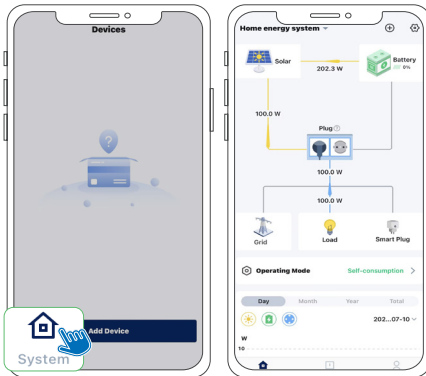 Devices
Add Device
System
Home energy system
Solar
202.3 W
Battery
0%
100.0 W
Plug
100.0 W
100.0 W
Grid
Load
Smart Plug
Operating Mode
Self-consumption
Day
Month
Year
Total
202...07-10
W
10